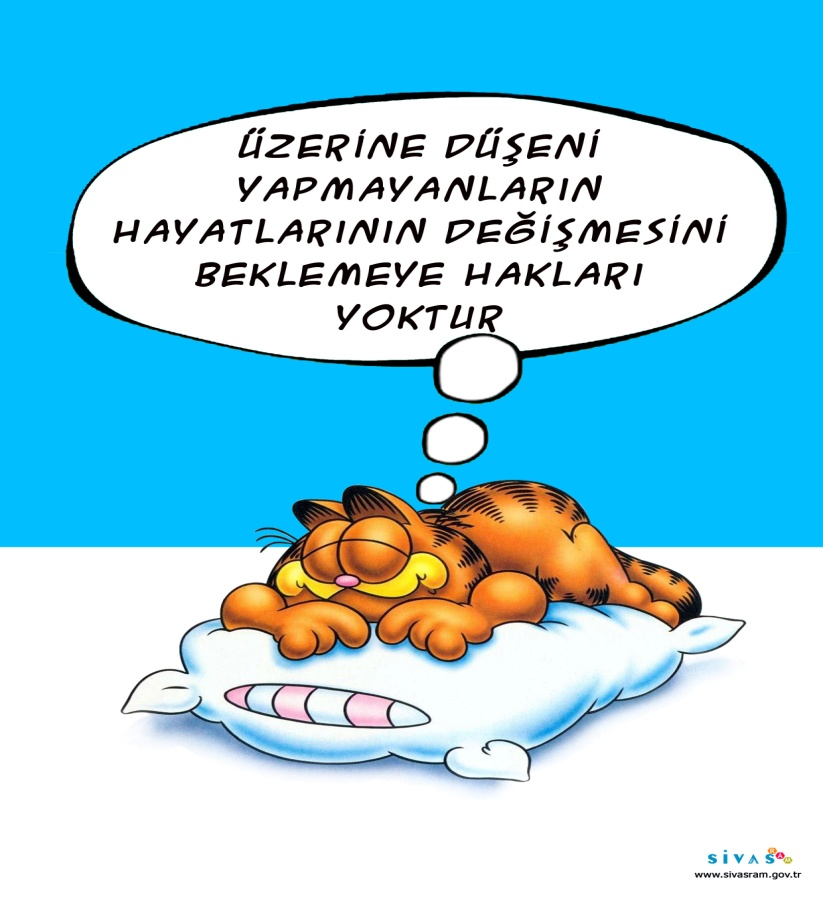 ÜZERİNE DÜŞENİ
YAPMAYANLARIN
HAYATLARININ DEĞİŞMESİNİ
BEKLEMEYE HAKLARI
YOKTUR
SİVAS RAM
www.sivasram.gov.tr